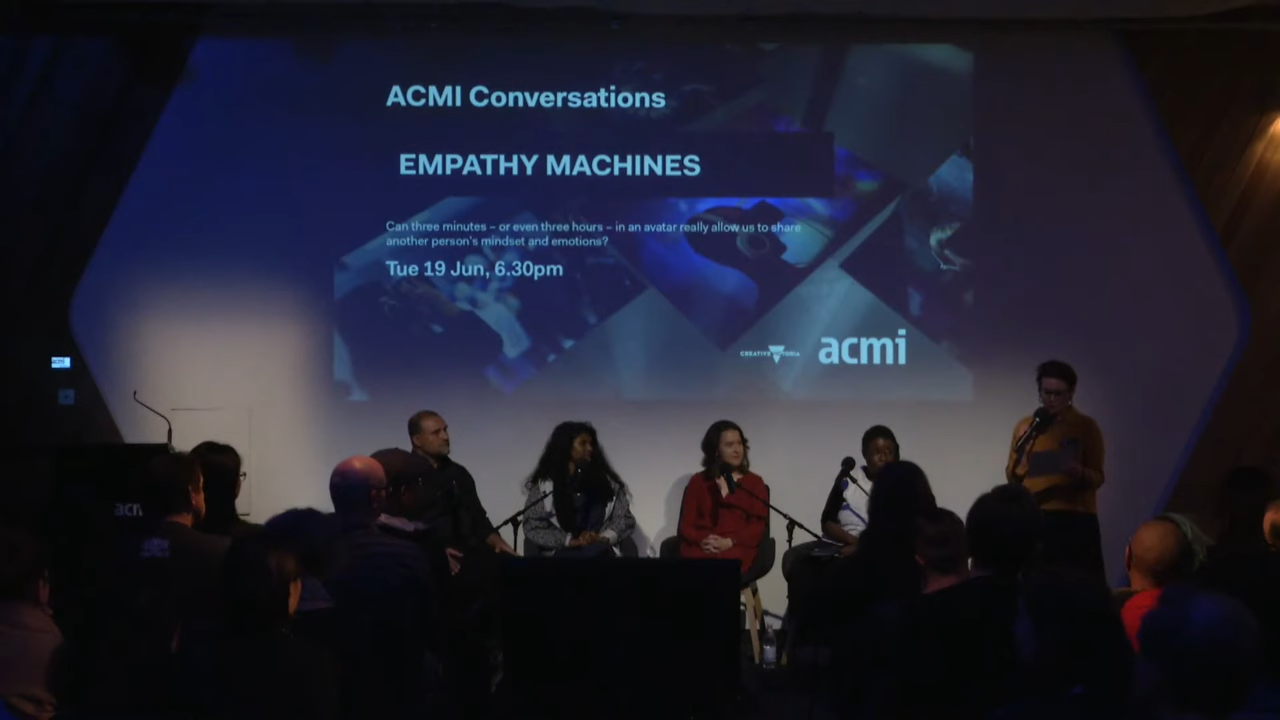 ACMI Conversations
EMPATHY MACHINES
Can three minutes – or even three hours – in an avatar really allow us to share
another person's mindset and emotions?
Tue 19 Jun, 6.30pm
CREATIVE VICTORIA
acmi
acmi